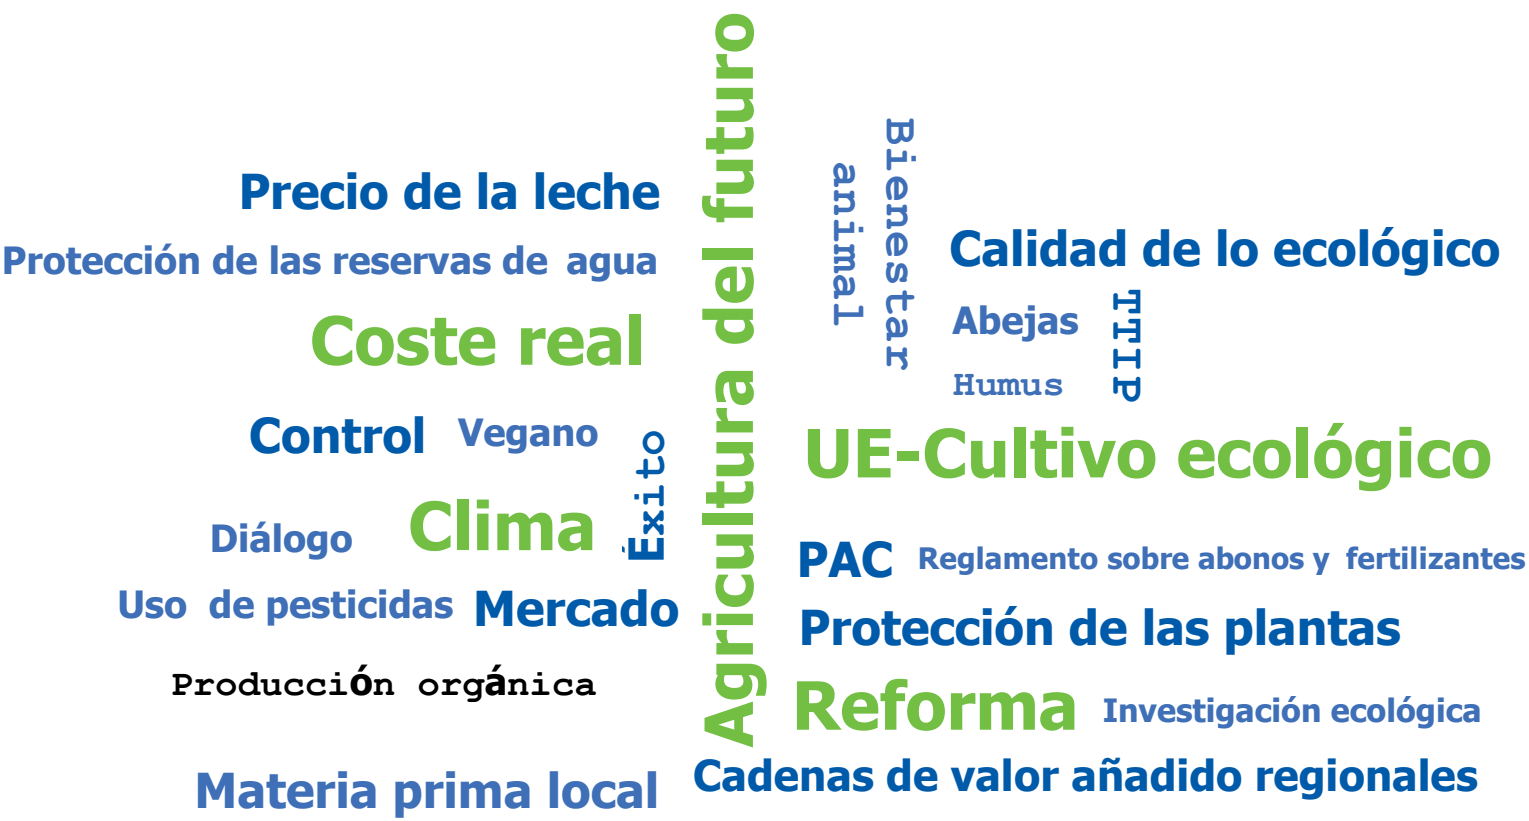 Agricultura del futuro
Precio de la leche
Protección de las reservas de agua
Coste real
Control
Vegano
Éxito
Clima
Diálogo
Uso de pesticidas
Mercado
Producción orgánica
Materia prima local
Bienestar
animal
Calidad de lo ecológico
Abejas
TTIP
Humus
UE-Cultivo ecológico
PAC
Reglamento sobre abonos y fertilizantes
Protección de las plantas
Reforma
Investigación ecológica
Cadenas de valor añadido regionales